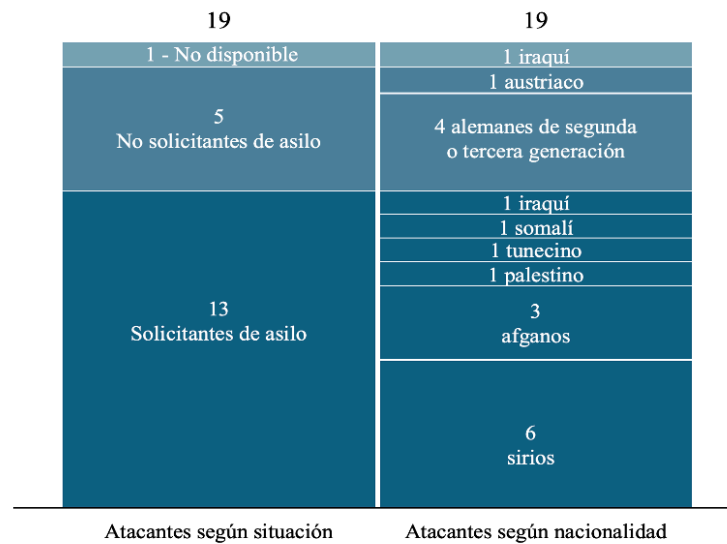 19
19
1 - No disponible
5
No solicitantes de asilo
13
Solicitantes de asilo
1 iraquí
1 austriaco
4 alemanes de segunda
o tercera generación
1 iraquí
1 somalí
1 tunecino
1 palestino
3
afganos
6
sirios
Atacantes según situación
Atacantes según nacionalidad